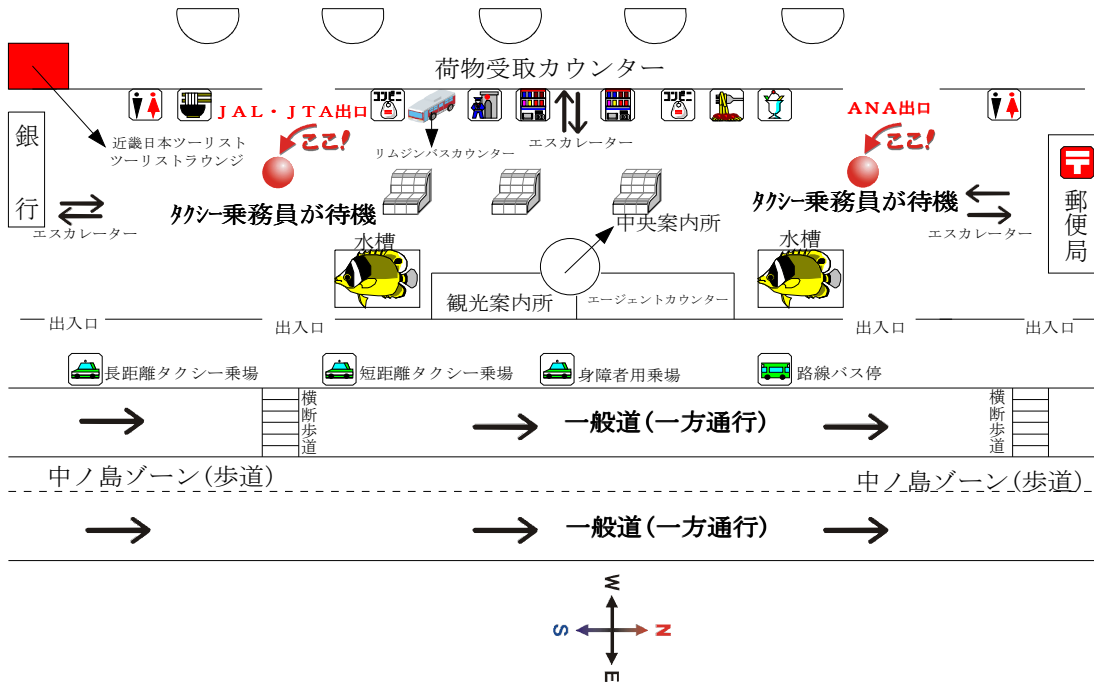 荷物受取カウンター
JAL・JTA出口
ここ!
コンビニ
コンビニ
ANA出口
ここ!
近畿日本ツーリスト
ツーリストラウンジ
リムジンバスカウンター
エスカレーター
銀行
エスカレーター
タクシー乗務員が待機
タクシー乗務員が待機
エスカレーター
〒
郵便局
水槽
中央案内所
水槽
観光案内所
エージェントカウンター
出入口
出入口
出入口
出入口
長距離タクシー乗場
短距離タクシー乗場
身障者用乗場
路線バス停
横断歩道
一般道(一方通行)
横断歩道
中ノ島ゾーン(歩道)
中ノ島ゾーン(歩道)
一般道(一方通行)
W
S
N
E